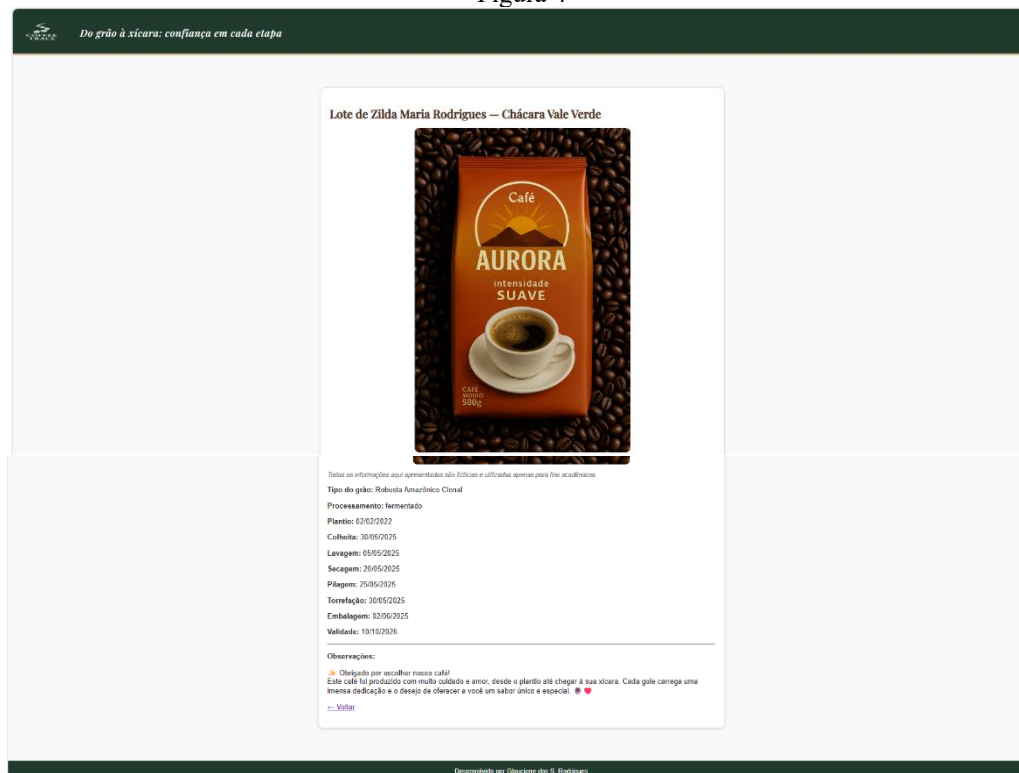 Figura 4
COFFEE
TRACE
Do grão à xícara: confiança em cada etapa
Lote de Zilda Maria Rodrigues — Chácara Vale Verde
Café
AURORA
intensidade
SUAVE
CAFÉ
MOÍDO
500g
Todas as informações aqui apresentadas são fictícias e utilizadas apenas para fins acadêmicos.
Tipo do grão: Robusta Amazônico Clonal
Processamento: fermentado
Plantio: 02/02/2022
Colheita: 30/05/2025
Lavagem: 05/05/2025
Secagem: 20/05/2025
Pilagem: 25/05/2025
Torrefação: 30/05/2025
Embalagem: 02/06/2025
Validade: 10/10/2026
Observações:
✨ Obrigado por escolher nosso café!
Este café foi produzido com muito cuidado e amor, desde o plantio até chegar à sua xícara. Cada gole carrega uma
imensa dedicação e o desejo de oferecer a você um sabor único e especial.
← Voltar
Desenvolvido por Glauciene dos S. Rodrigues